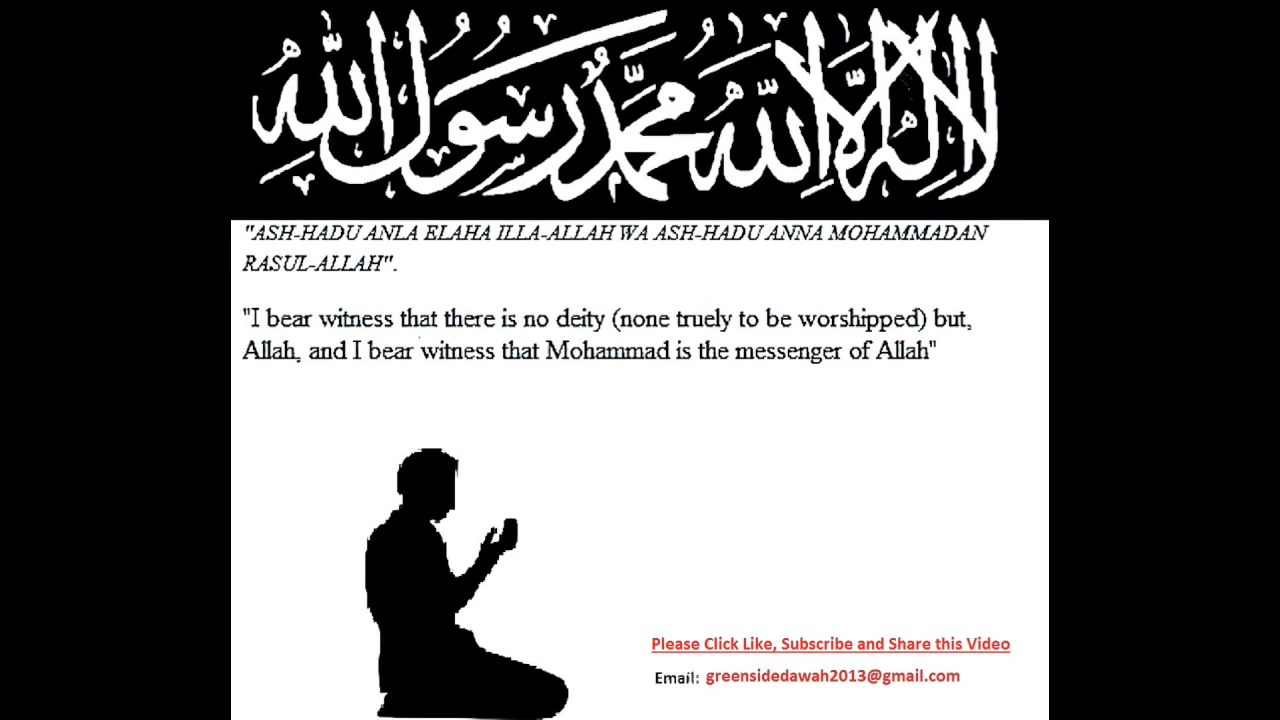 لا إله إلا الله محمد رسول الله
"ASH-HADU ANLA ELAHA ILLA-ALLAH WA ASH-HADU ANNA MOHAMMADAN
RASUL-ALLAH".
"I bear witness that there is no deity (none truely to be worshipped) but,
Allah, and I bear witness that Mohammad is the messenger of Allah"
Please Click Like, Subscribe and Share this Video
Email: greensidedawah2013@gmail.com